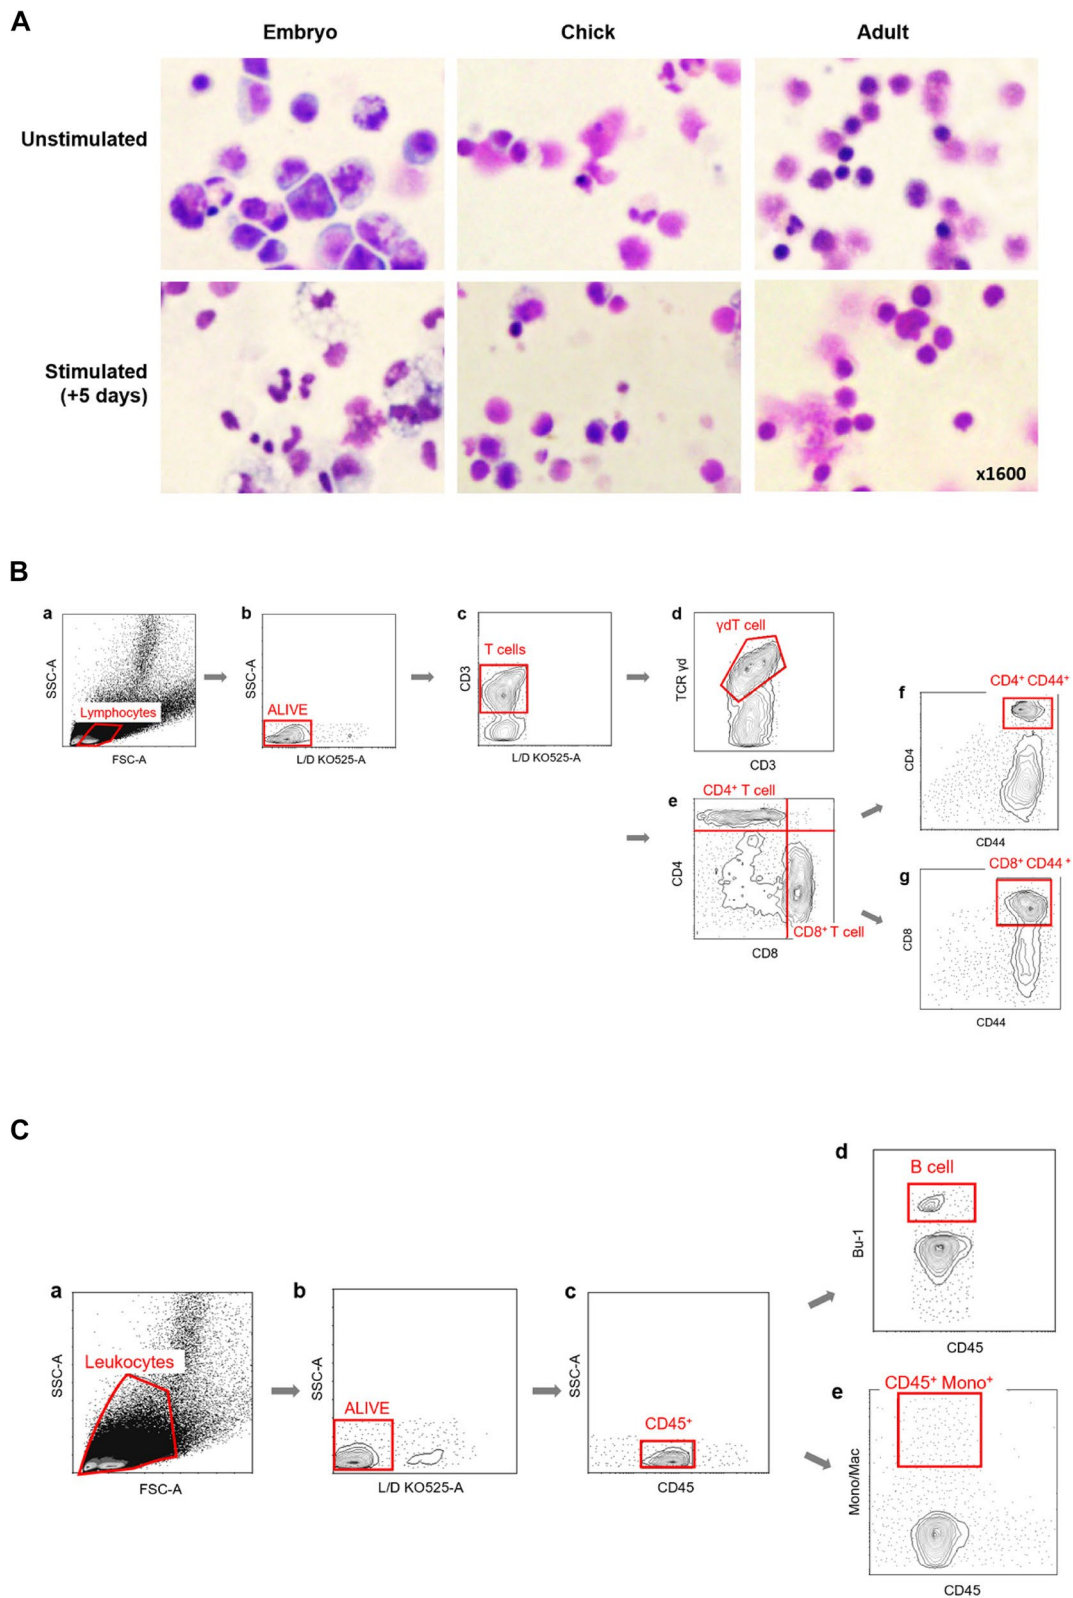 A
Embryo
Chick
Adult
Unstimulated
Stimulated
(+5 days)
x1600
B
a
SSC-A
Lymphocytes
FSC-A
b
SSC-A
ALIVE
L/D KO525-A
c
CD3
T cells
L/D KO525-A
d
TCR γd
γdT cell
CD3
e
CD4⁺ T cell
CD4
CD8⁺ T cell
CD8
f
CD4⁺ CD44⁺
CD4
CD44
g
CD8⁺ CD44 ⁺
CD8
CD44
C
a
SSC-A
Leukocytes
FSC-A
b
SSC-A
ALIVE
L/D KO525-A
c
SSC-A
CD45⁺
CD45
d
B cell
Bu-1
CD45
e
CD45⁺ Mono⁺
Mono/Mac
CD45